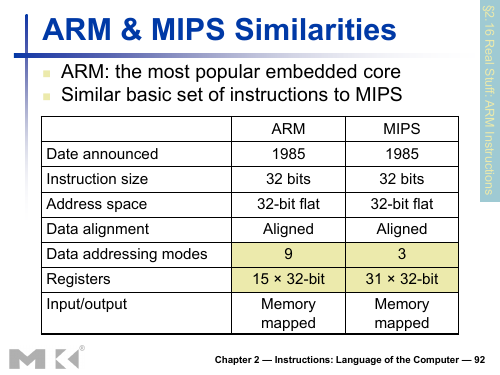 ARM & MIPS Similarities
§2.16 Real Stuff: ARM Instructions
ARM: the most popular embedded core
Similar basic set of instructions to MIPS
ARM MIPS
Date announced 1985 1985
Instruction size 32 bits 32 bits
Address space 32-bit flat 32-bit flat
Data alignment Aligned Aligned
Data addressing modes 9 3
Registers 15 × 32-bit 31 × 32-bit
Input/output Memory mapped Memory mapped
MK®
Chapter 2 — Instructions: Language of the Computer — 92